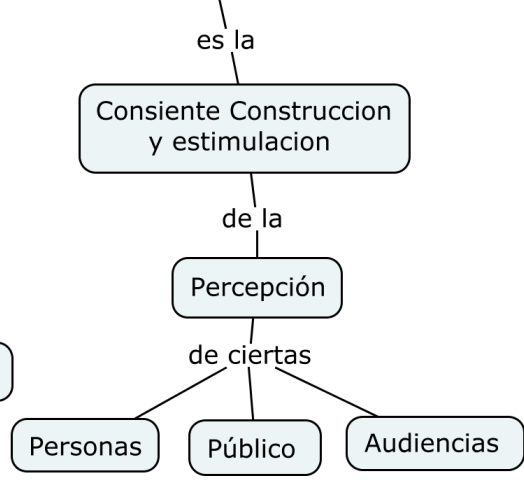 es la
Consiente Construccion
y estimulacion
de la
Percepción
de ciertas
Personas
Público
Audiencias